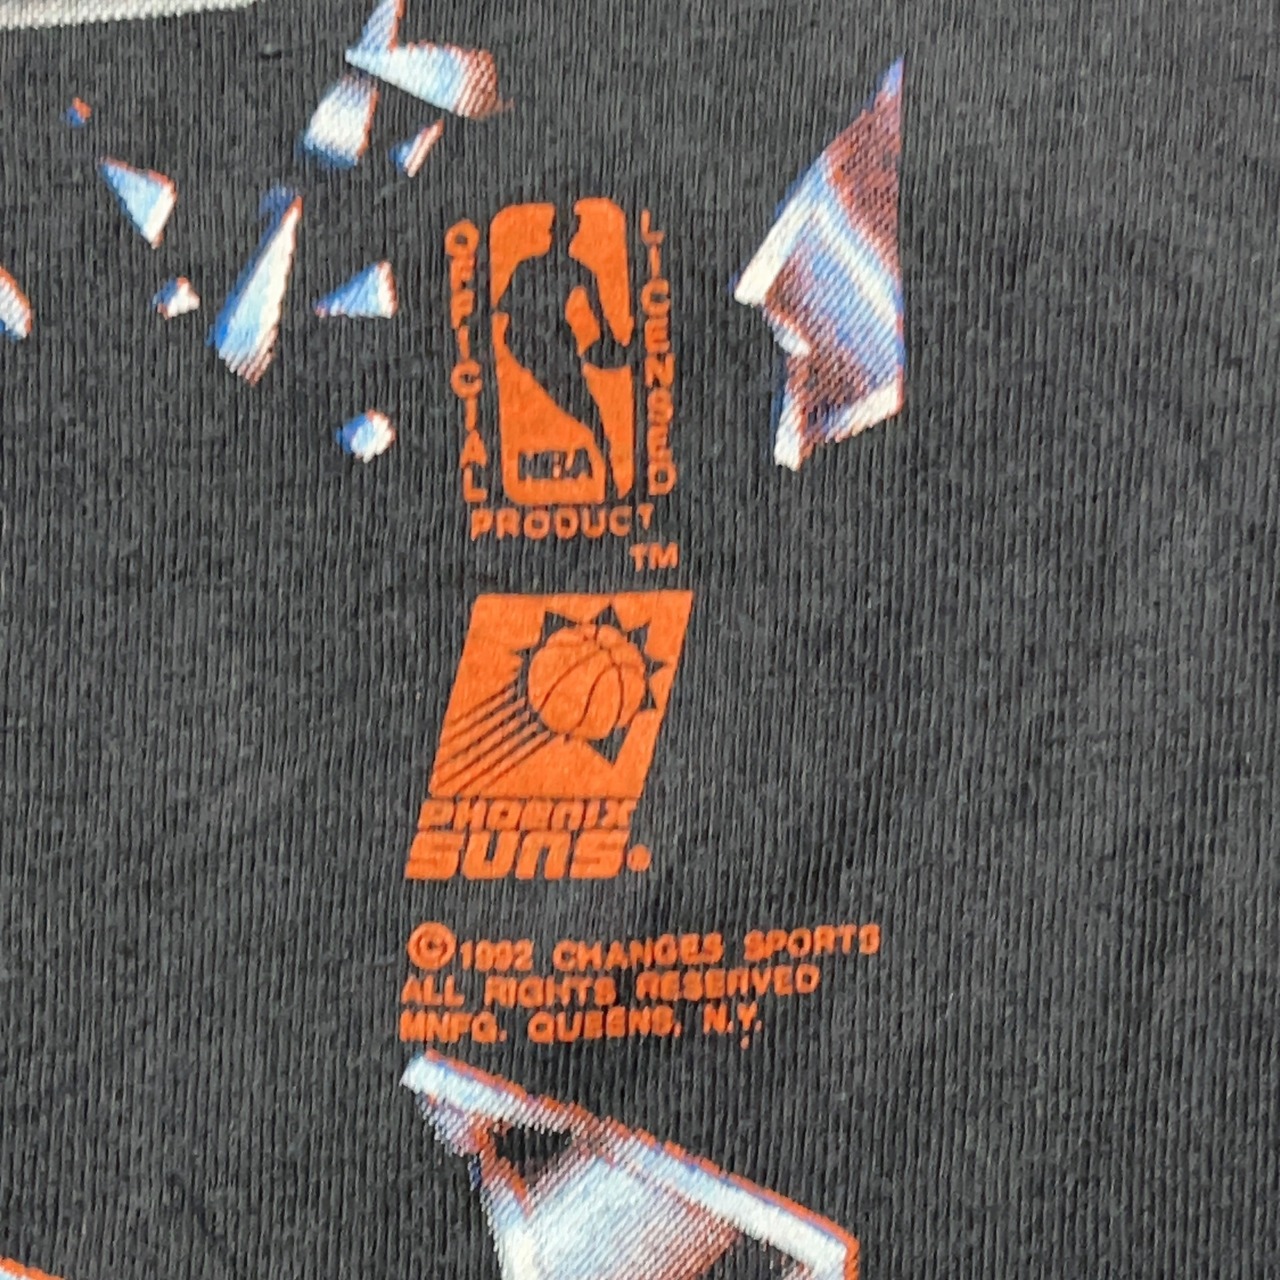 OFFICIAL
LICENSED
NBA
PRODUCT
TM
PHOENIX
SUNS®
©1992 CHANGES SPORTS
ALL RIGHTS RESERVED
MNFG. QUEENS, N.Y.